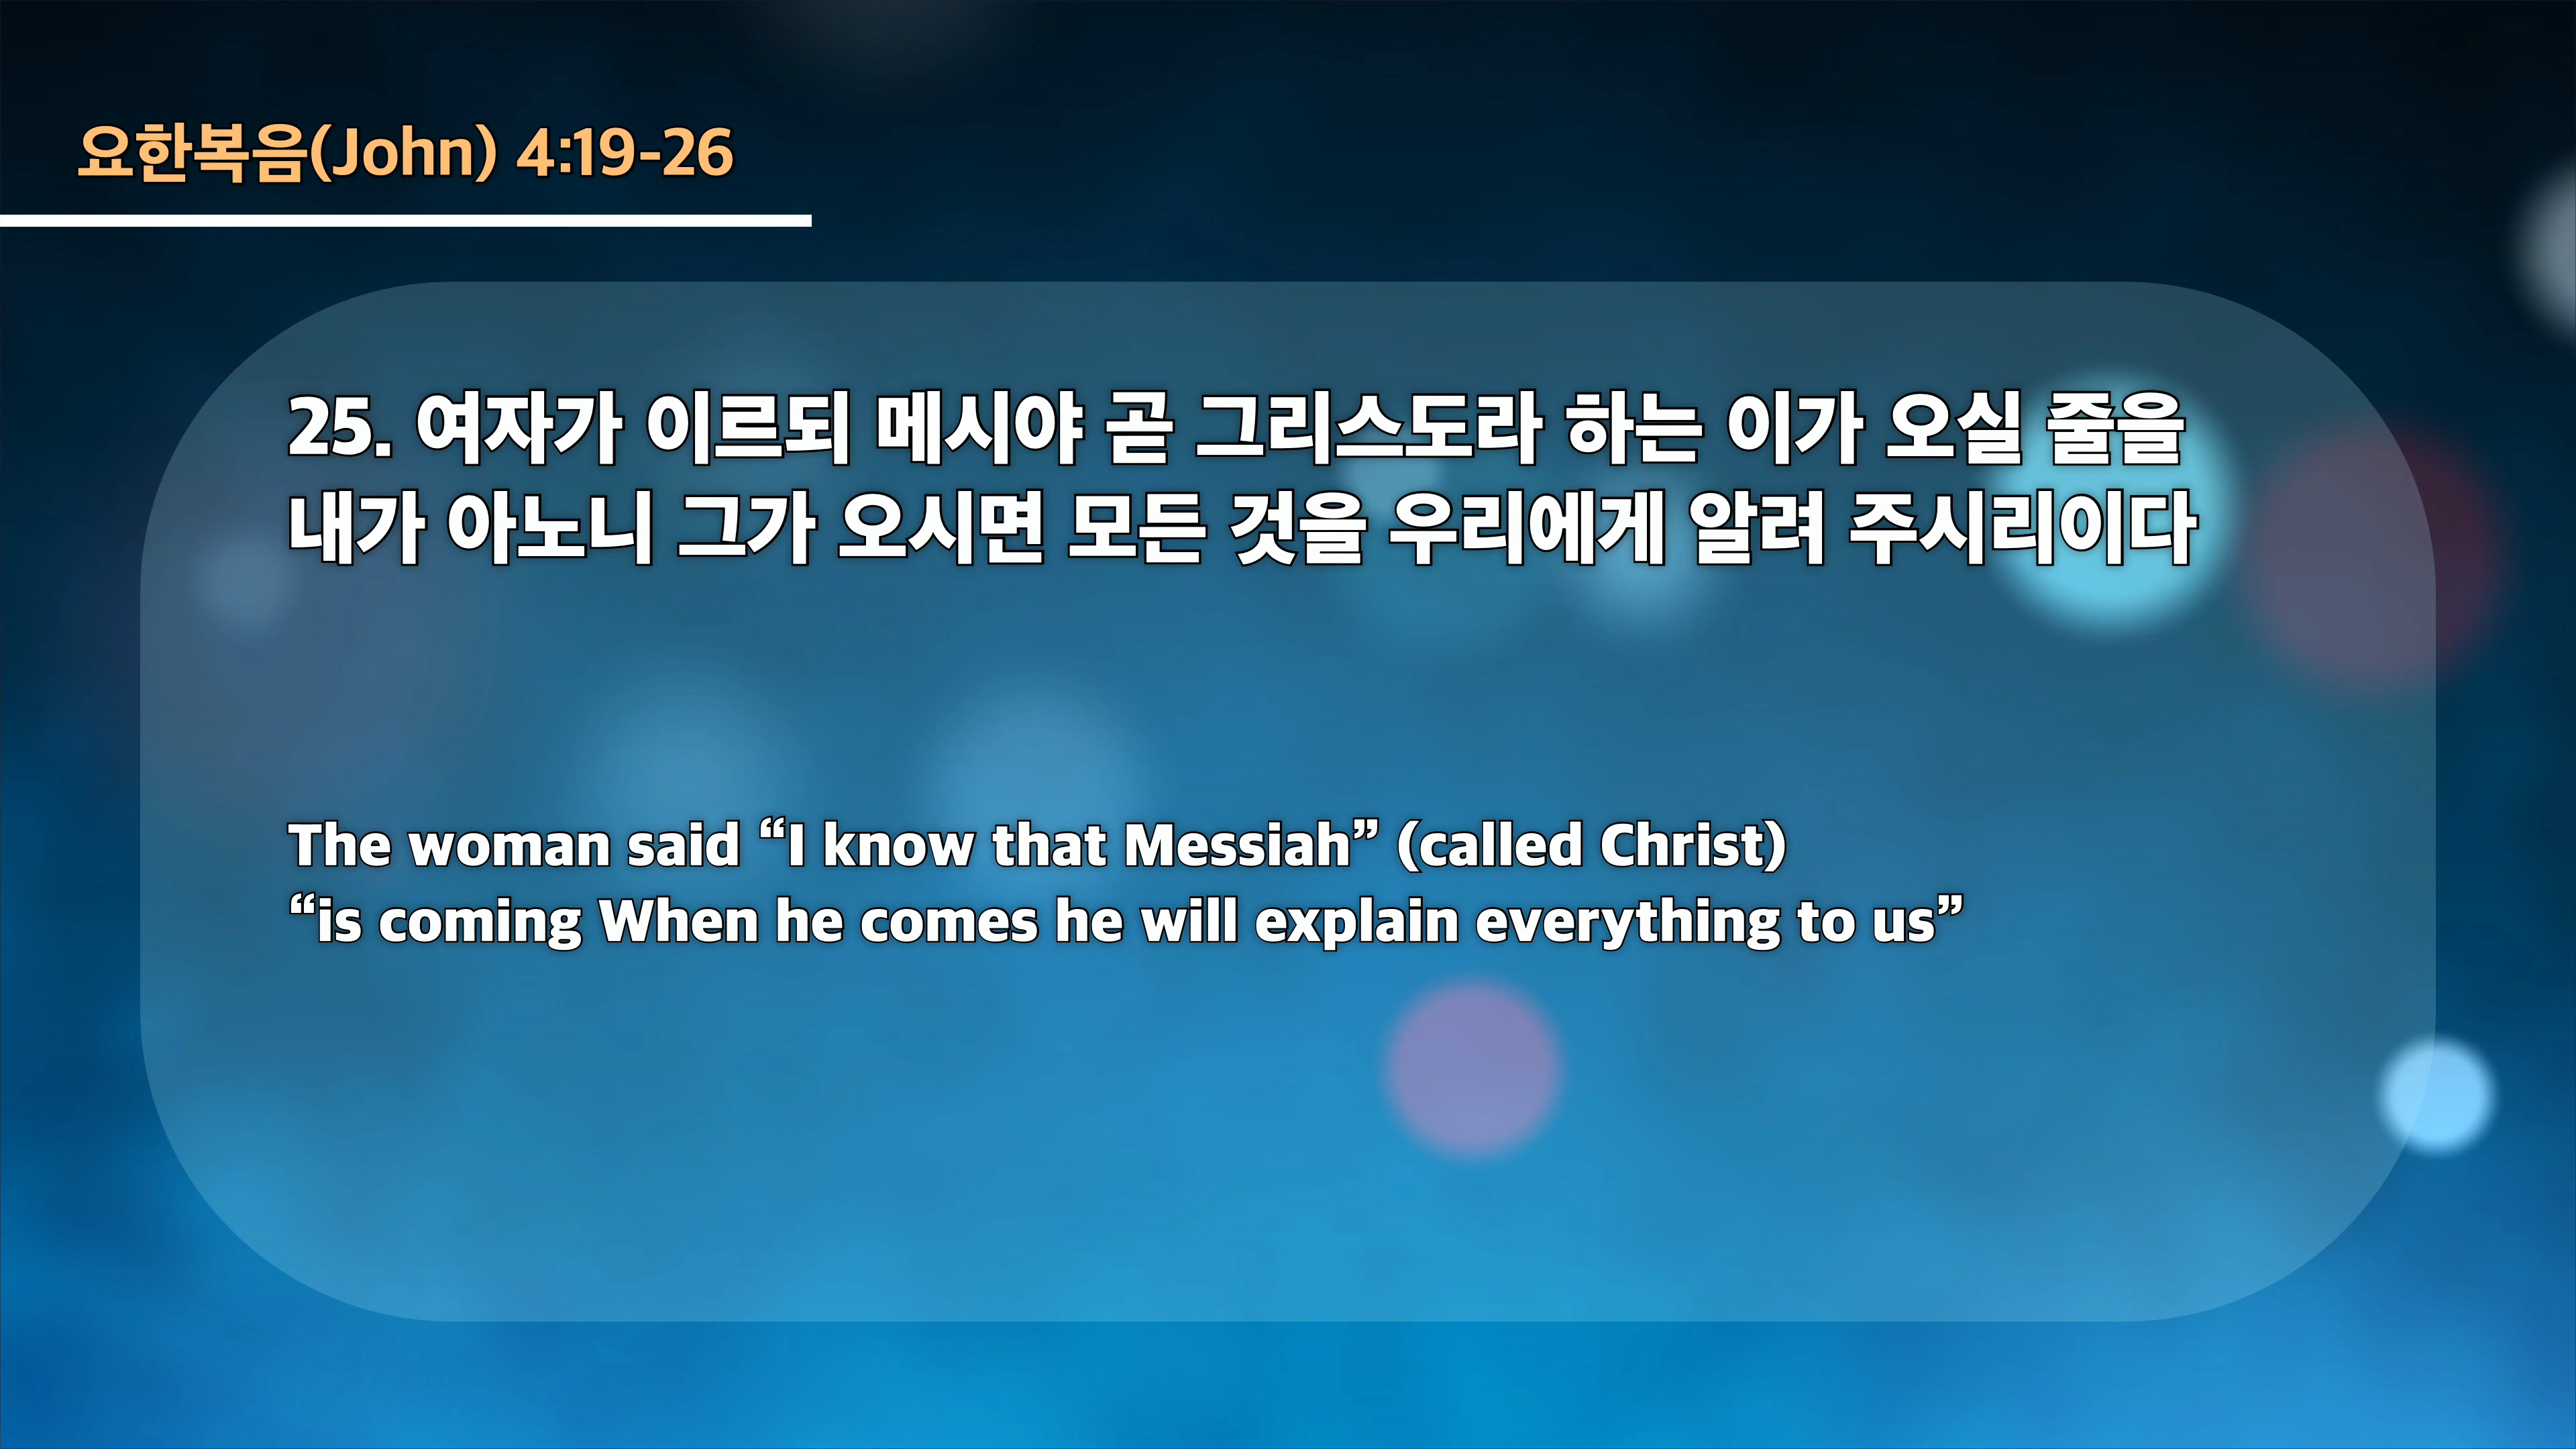 요한복음(John) 4:19-26
25. 여자가 이르되 메시야 곧 그리스도라 하는 이가 오실 줄을
내가 아노니 그가 오시면 모든 것을 우리에게 알려 주시리이다
The woman said “I know that Messiah” (called Christ)
“is coming When he comes he will explain everything to us”